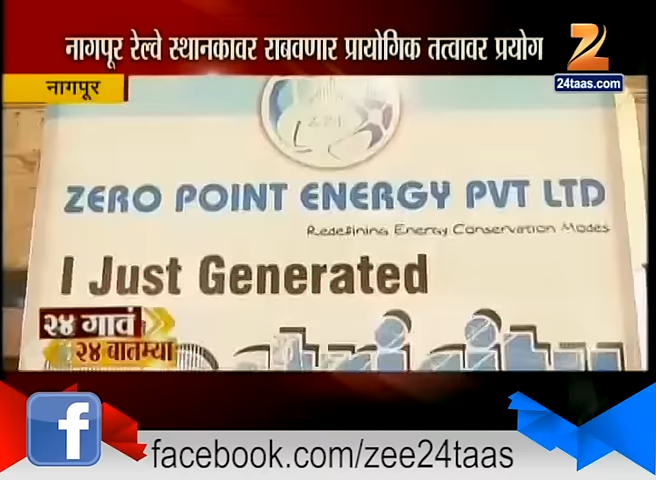 नागपूर रेल्वे स्थानकावर राबवणार प्रायोगिक तत्वावर प्रयोग
24taas.com
नागपूर
ZERO POINT ENERGY PVT LTD
Redefining Energy Conservation Modes
I Just Generated
२४ गावं
२४ बातम्या
facebook.com/zee24taas